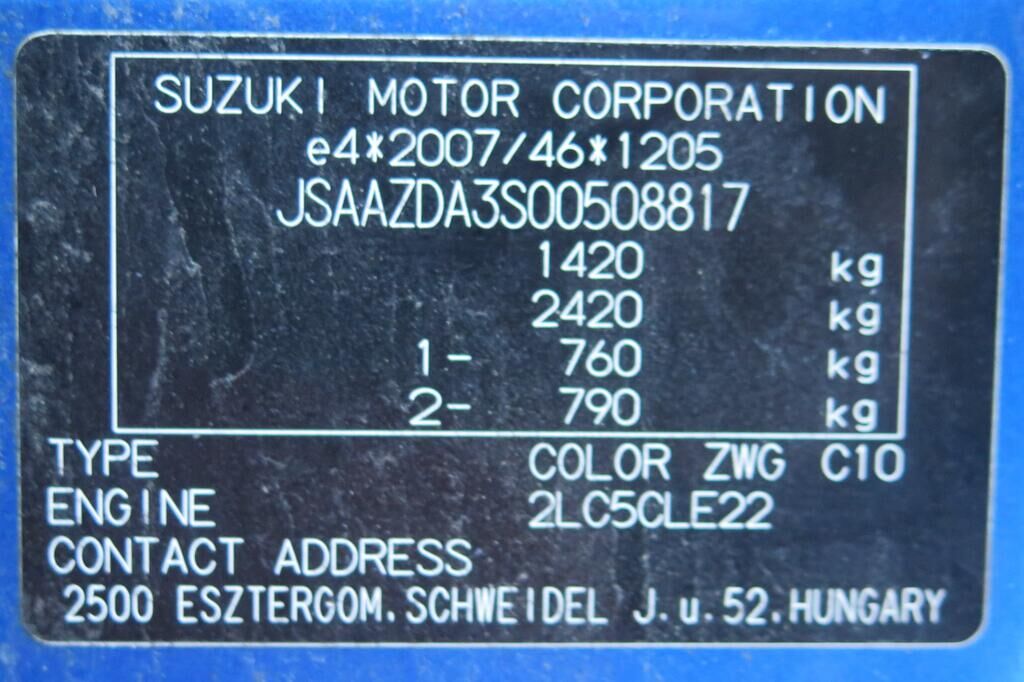 SUZUKI MOTOR CORPORATION
e4*2007/46*1205
JSAAZDA3S00508817
1420 kg
2420 kg
1- 760 kg
2- 790 kg
TYPE COLOR ZWG C10
ENGINE 2LC5CLE22
CONTACT ADDRESS
2500 ESZTERGOM.SCHWEIDEL J.u.52.HUNGARY